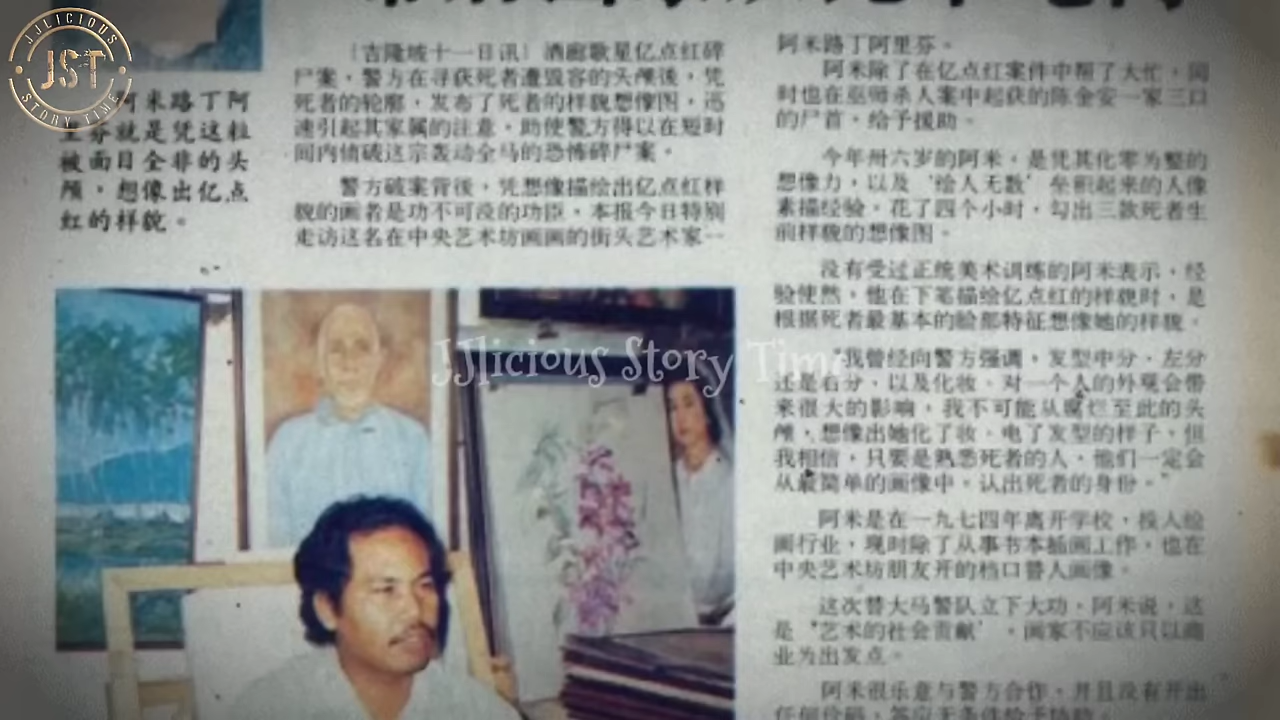 JJLICIOUS
JST
STORY TIME
阿米路丁阿
里芬就是凭这粒
被面目全非的头
颅，想像出亿点
红的样貌。
（吉隆坡十一日讯）酒廊歌星亿点红碎
尸案，警方在寻获死者遭毁容的头颅後，凭
死者的轮廓，发布了死者的样貌想像图，迅
速引起其家属的注意，助使警方得以在短时
间内侦破这宗轰动全马的恐怖碎尸案。
警方破案背後，凭想像描绘出亿点红样
貌的画者是功不可没的功臣，本报今日特别
走访这名在中央艺术坊画画的街头艺术家—
阿米路丁阿里芬。
阿米除了在亿点红案件中帮了大忙，同
时也在巫师杀人案中起获的陈金安一家三口
的尸首，给予援助。
今年卅六岁的阿米，是凭其化零为整的
想像力，以及‘绘人无数’垒积起来的人像
素描经验，花了四个小时，勾出三款死者生
前样貌的想像图。
没有受过正统美术训练的阿米表示，经
验使然，他在下笔描绘亿点红的样貌时，是
根据死者最基本的脸部特征想像她的样貌。
“我曾经向警方强调，发型中分、左分
还是右分，以及化妆，对一个人的外观会带
来很大的影响，我不可能从腐烂至此的头
颅，想像出她化了妆、电了发型的样子，但
我相信，只要是熟悉死者的人，他们一定会
从最简单的画像中，认出死者的身份。”
阿米是在一九七四年离开学校，投入绘
画行业，现时除了从事书本插画工作，也在
中央艺术坊朋友开的档口替人画像。
这次替大马警队立下大功，阿米说，这
是‘艺术的社会贡献’，画家不应该只以商
业为出发点。
阿米很乐意与警方合作，并且没有开出
JJlicious Story Time